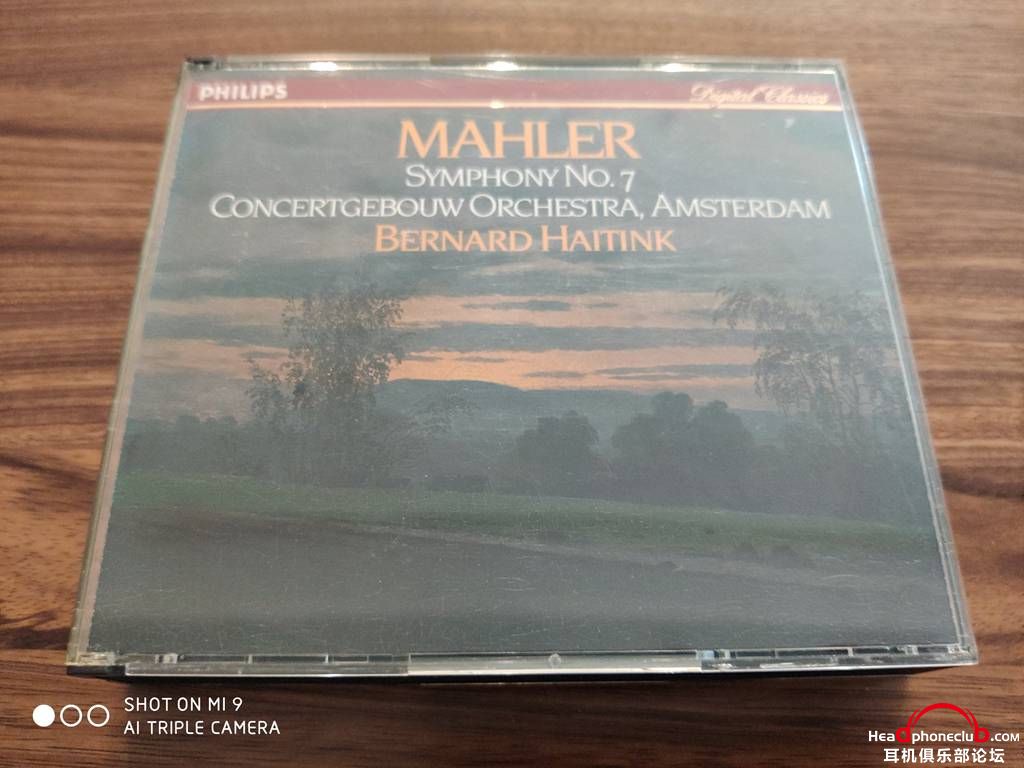 PHILIPS
Digital Classics
MAHLER
SYMPHONY NO. 7
CONCERTGEBOUW ORCHESTRA, AMSTERDAM
BERNARD HAITINK
SHOT ON MI 9
AI TRIPLE CAMERA
HeadphonecluD.com
耳机俱乐部论坛